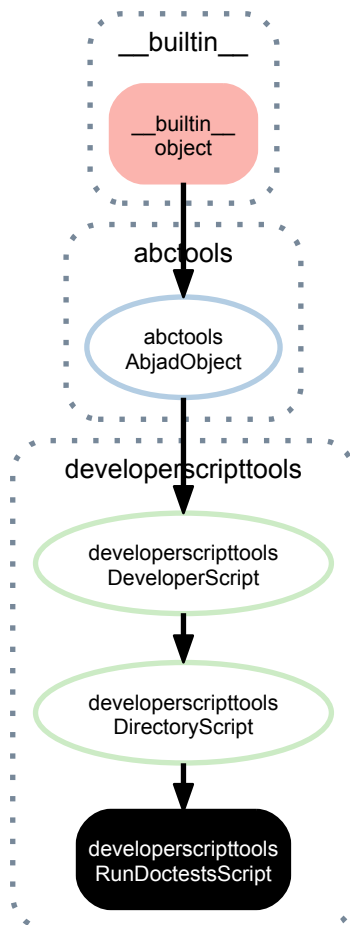 __builtin__
__builtin__
object
abctools
abctools
AbjadObject
developerscripttools
developerscripttools
DeveloperScript
developerscripttools
DirectoryScript
developerscripttools
RunDoctestsScript